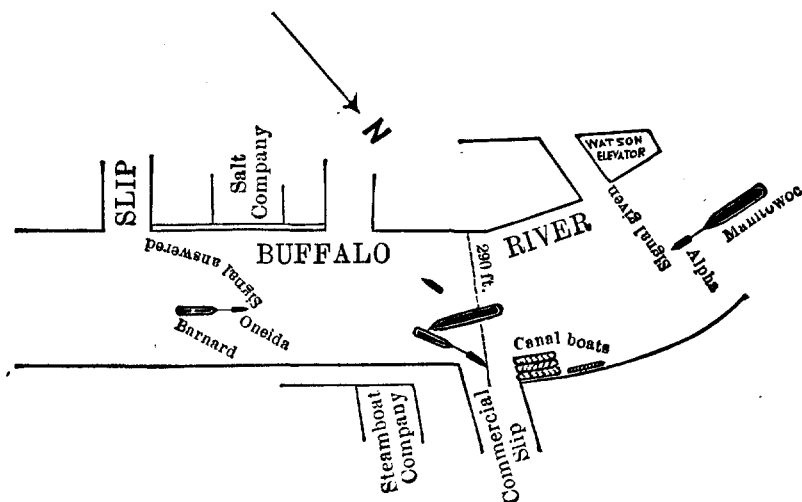 N
WATSON
ELEVATOR
SLIP
Salt
Company
Signal given
Manitowoc
Alpha
RIVER
BUFFALO
290 ft.
Signal answered
Oneida
Barnard
Canal boats
Steamboat
Company
Commercial
Slip